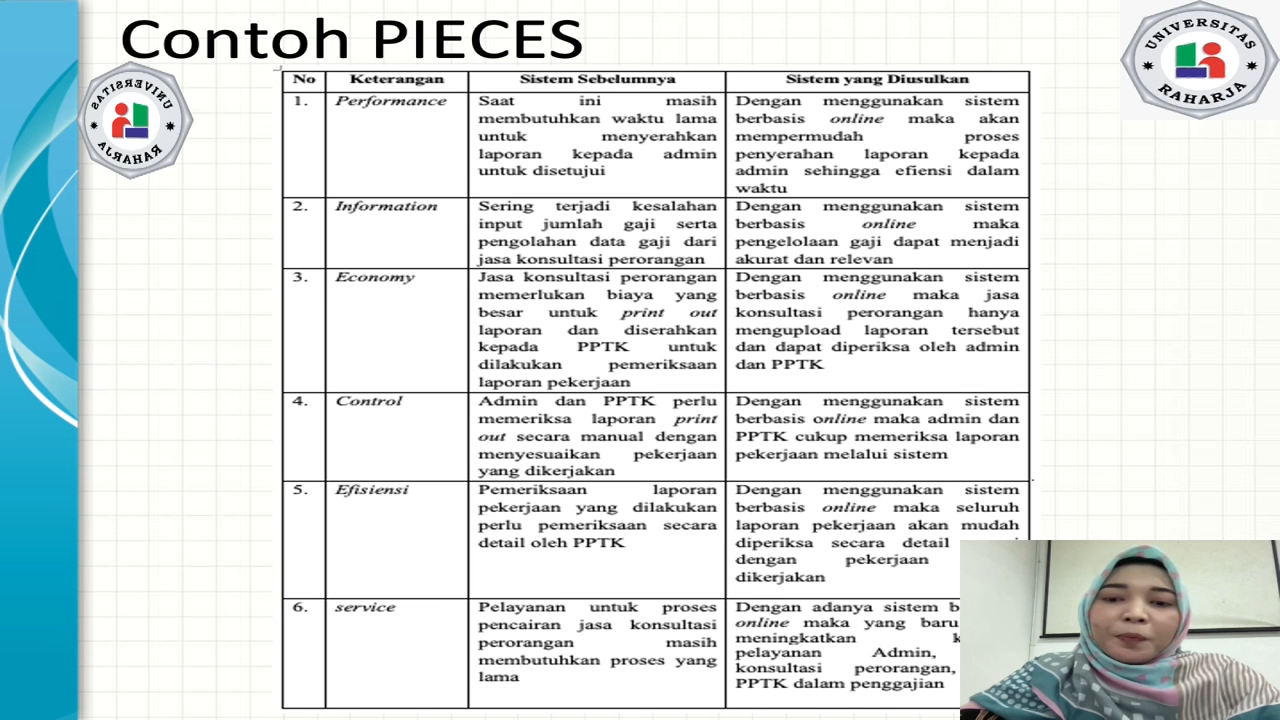 Contoh PIECES
UNIVERSITAS
RAHARJA
UNIVERSITAS
RAHARJA
No Keterangan Sistem Sebelumnya Sistem yang Diusulkan
1. Performance
Saat ini masih
membutuhkan waktu lama
untuk menyerahkan
laporan kepada admin
untuk disetujui
Dengan menggunakan sistem
berbasis online maka akan
mempermudah proses
penyerahan laporan kepada
admin sehingga efiensi dalam
waktu
2. Information
Sering terjadi kesalahan
input jumlah gaji serta
pengolahan data gaji dari
jasa konsultasi perorangan
Dengan menggunakan sistem
berbasis online maka
pengelolaan gaji dapat menjadi
akurat dan relevan
3. Economy
Jasa konsultasi perorangan
memerlukan biaya yang
besar untuk print out
laporan dan diserahkan
kepada PPTK untuk
dilakukan pemeriksaan
laporan pekerjaan
Dengan menggunakan sistem
berbasis online maka jasa
konsultasi perorangan hanya
mengupload laporan tersebut
dan dapat diperiksa oleh admin
dan PPTK
4. Control
Admin dan PPTK perlu
memeriksa laporan print
out secara manual dengan
menyesuaikan pekerjaan
yang dikerjakan
Dengan menggunakan sistem
berbasis online maka admin dan
PPTK cukup memeriksa laporan
pekerjaan melalui sistem
5. Efisiensi
Pemeriksaan laporan
pekerjaan yang dilakukan
perlu pemeriksaan secara
detail oleh PPTK
Dengan menggunakan sistem
berbasis online maka seluruh
laporan pekerjaan akan mudah
diperiksa secara detail
dengan pekerjaan
dikerjakan
6. service
Pelayanan untuk proses
pencairan jasa konsultasi
perorangan masih
membutuhkan proses yang
lama
Dengan adanya sistem
online maka yang baru
meningkatkan
pelayanan Admin,
konsultasi perorangan,
PPTK dalam penggajian